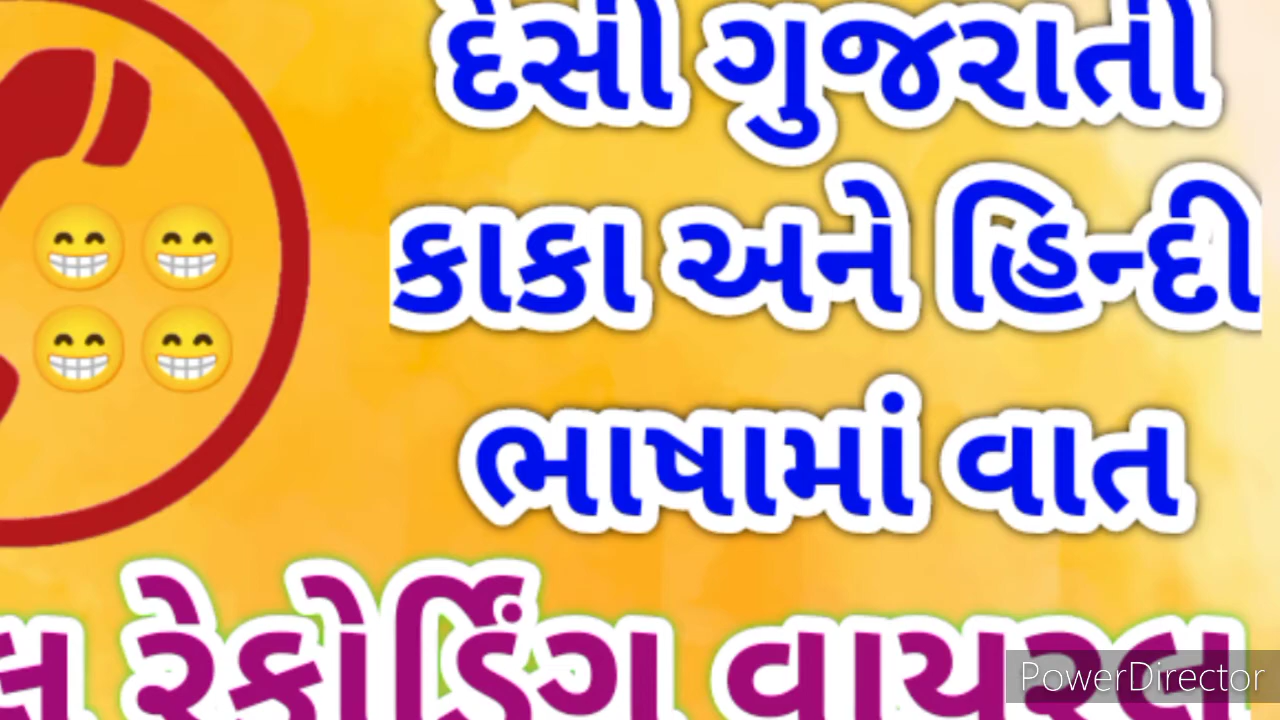 દેસી ગુજરાતી
કાકા અને હિન્દી
ભાષામાં વાત
રેકોર્ડિંગ વાયરલ
PowerDirector